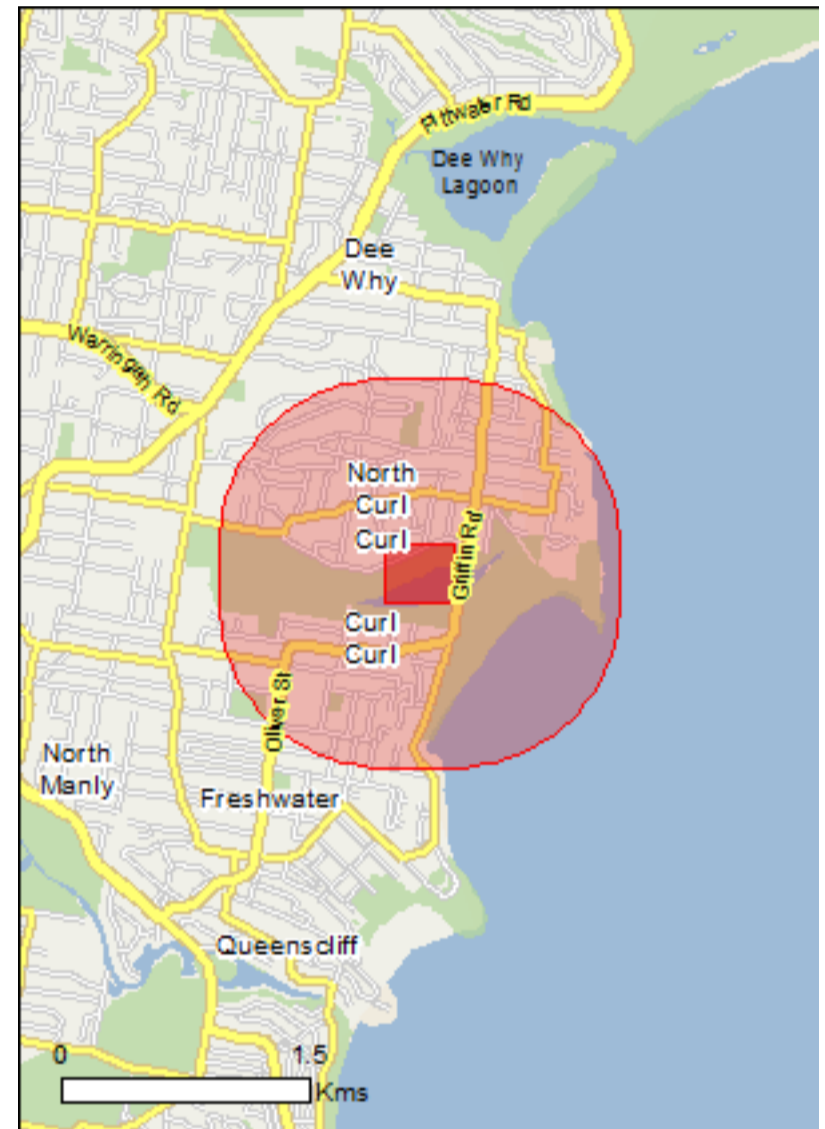 Pittwater Rd
Dee Why
Lagoon
Dee
Why
Warringah Rd
North
Curl
Curl
Griffin Rd
Curl
Curl
Oliver St
North
Manly
Freshwater
Queenscliff
0 1.5
Kms